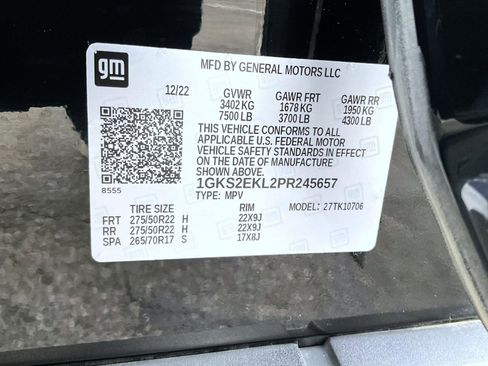 gm
MFD BY GENERAL MOTORS LLC
12/22 GVWR GAWR FRT GAWR RR
3402 KG 1678 KG 1950 KG
7500 LB 3700 LB 4300 LB
THIS VEHICLE CONFORMS TO ALL
APPLICABLE U.S. FEDERAL MOTOR
VEHICLE SAFETY STANDARDS IN EFFECT
ON THE DATE OF MANUFACTURE
SHOWN ABOVE.
8555 1GKS2EKL2PR245657
TYPE: MPV MODEL: 27TK10706
TIRE SIZE RIM
FRT 275/50R22 H 22X9J
RR 275/50R22 H 22X9J
SPA 265/70R17 S 17X8J